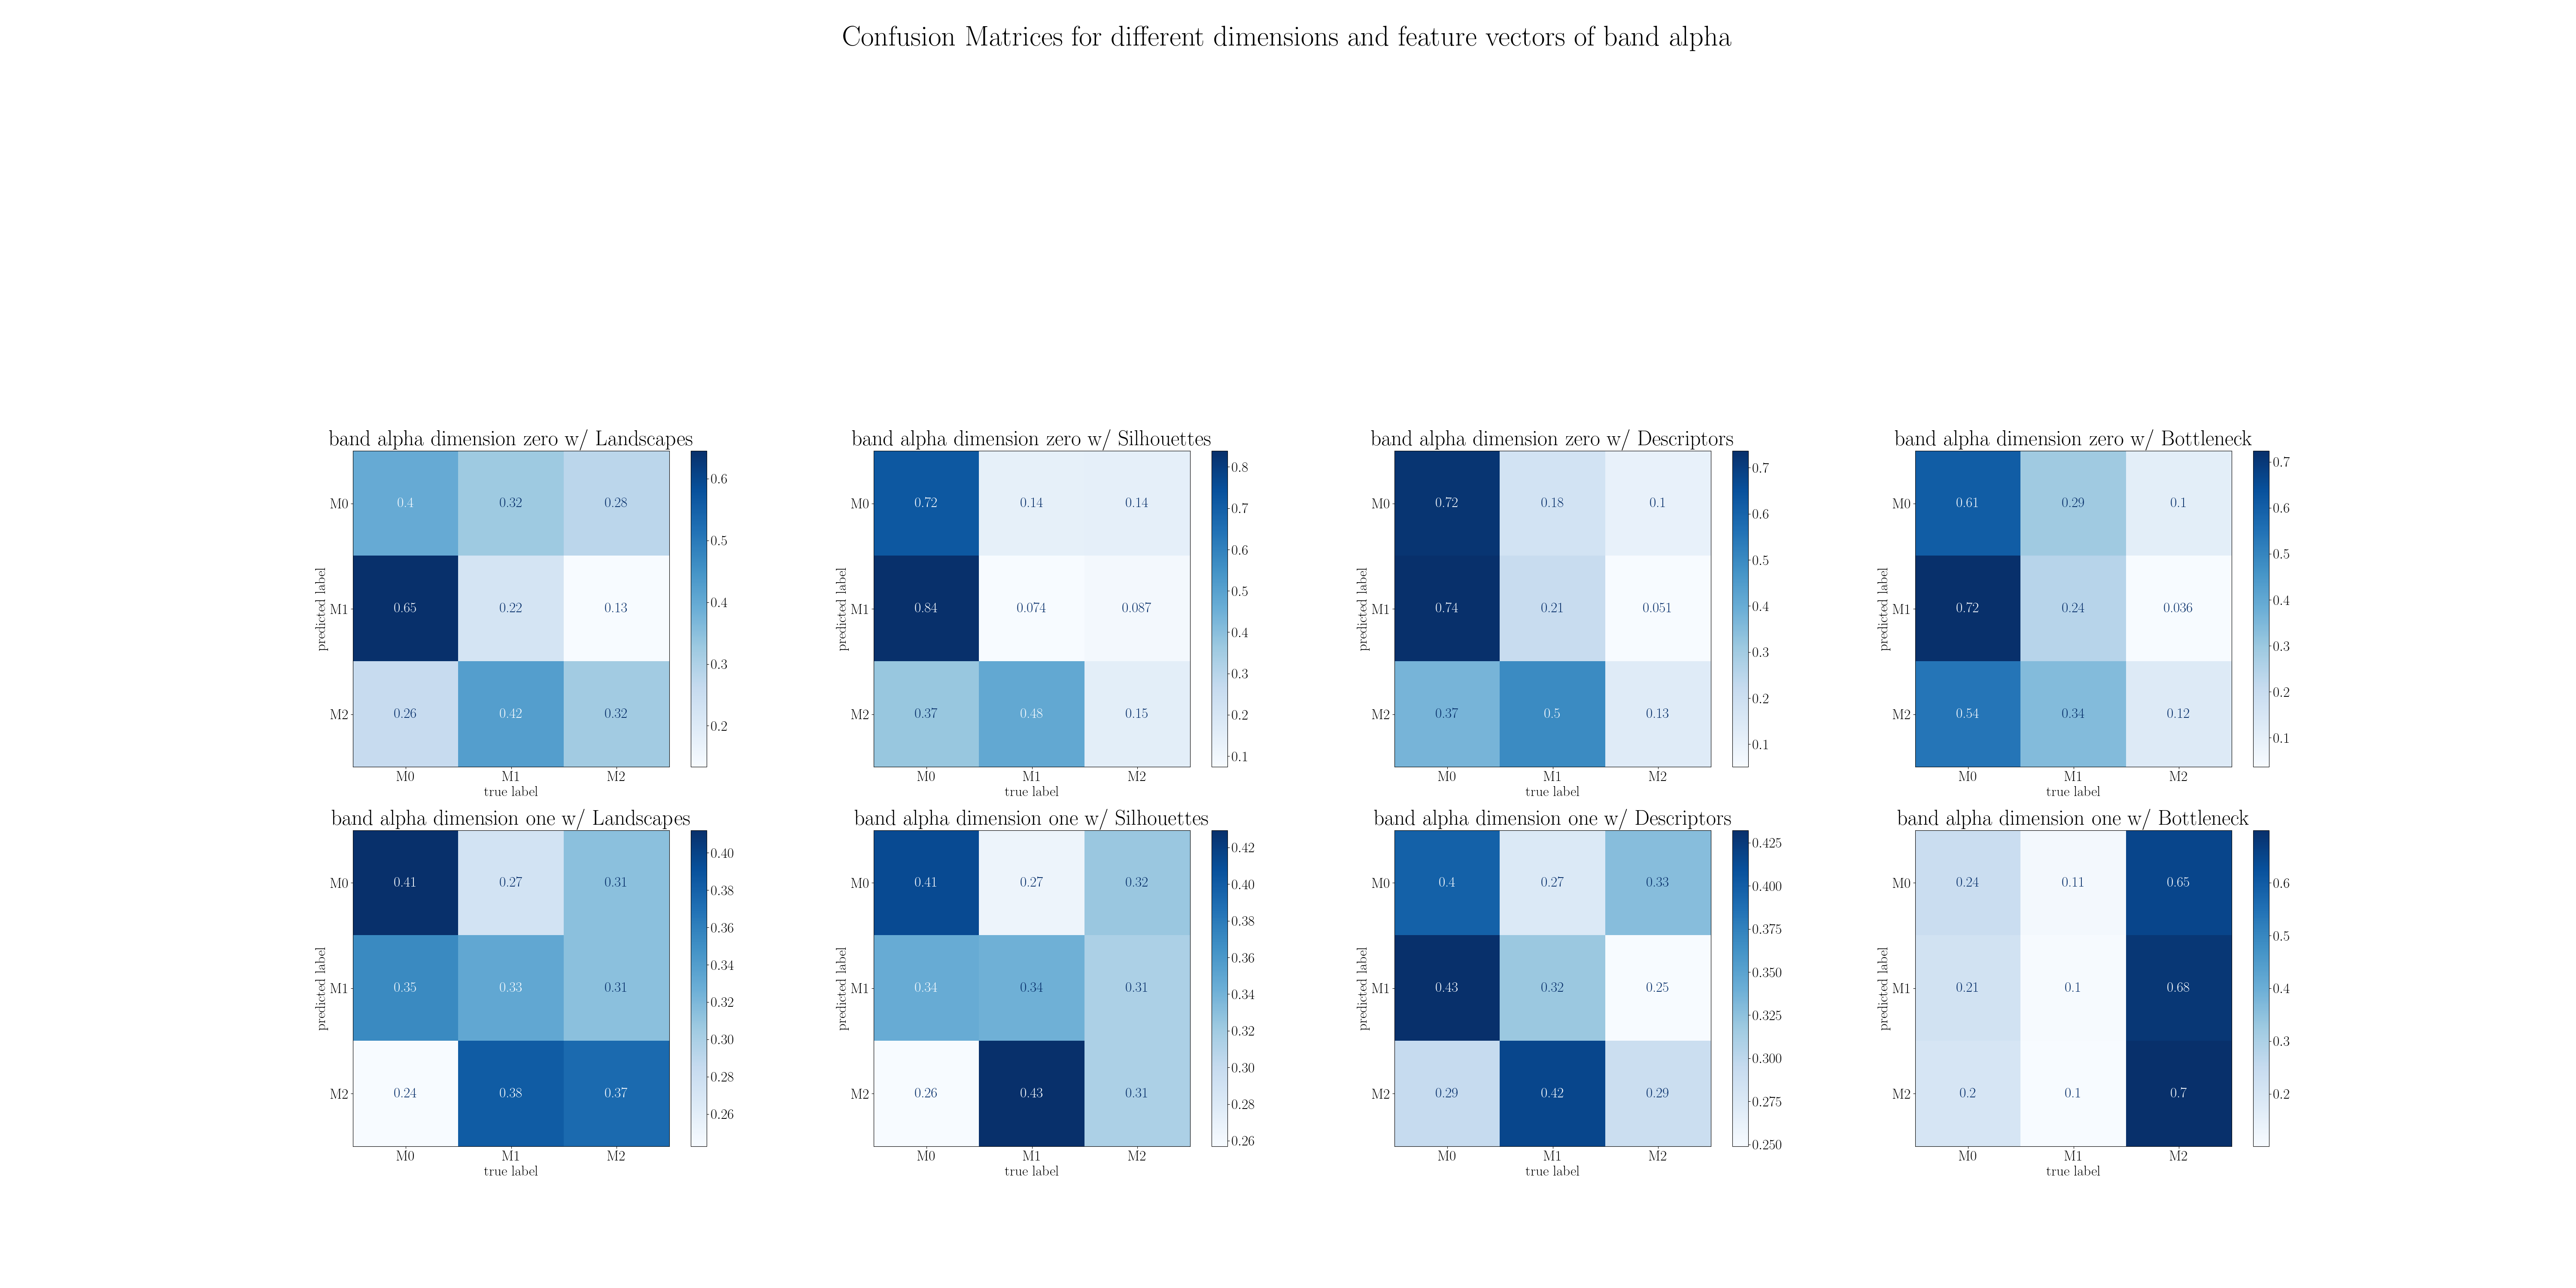 Confusion Matrices for different dimensions and feature vectors of band alpha
band alpha dimension zero w/ Landscapes
predicted label
M0 0.4 0.32 0.28
M1 0.65 0.22 0.13
M2 0.26 0.42 0.32
M0 M1 M2
true label
0.6
0.5
0.4
0.3
0.2
band alpha dimension zero w/ Silhouettes
predicted label
M0 0.72 0.14 0.14
M1 0.84 0.074 0.087
M2 0.37 0.48 0.15
M0 M1 M2
true label
0.8
0.7
0.6
0.5
0.4
0.3
0.2
0.1
band alpha dimension zero w/ Descriptors
predicted label
M0 0.72 0.18 0.1
M1 0.74 0.21 0.051
M2 0.37 0.5 0.13
M0 M1 M2
true label
0.7
0.6
0.5
0.4
0.3
0.2
0.1
band alpha dimension zero w/ Bottleneck
predicted label
M0 0.61 0.29 0.1
M1 0.72 0.24 0.036
M2 0.54 0.34 0.12
M0 M1 M2
true label
0.7
0.6
0.5
0.4
0.3
0.2
0.1
band alpha dimension one w/ Landscapes
predicted label
M0 0.41 0.27 0.31
M1 0.35 0.33 0.31
M2 0.24 0.38 0.37
M0 M1 M2
true label
0.40
0.38
0.36
0.34
0.32
0.30
0.28
0.26
band alpha dimension one w/ Silhouettes
predicted label
M0 0.41 0.27 0.32
M1 0.34 0.34 0.31
M2 0.26 0.43 0.31
M0 M1 M2
true label
0.42
0.40
0.38
0.36
0.34
0.32
0.30
0.28
0.26
band alpha dimension one w/ Descriptors
predicted label
M0 0.4 0.27 0.33
M1 0.43 0.32 0.25
M2 0.29 0.42 0.29
M0 M1 M2
true label
0.425
0.400
0.375
0.350
0.325
0.300
0.275
0.250
band alpha dimension one w/ Bottleneck
predicted label
M0 0.24 0.11 0.65
M1 0.21 0.1 0.68
M2 0.2 0.1 0.7
M0 M1 M2
true label
0.6
0.5
0.4
0.3
0.2